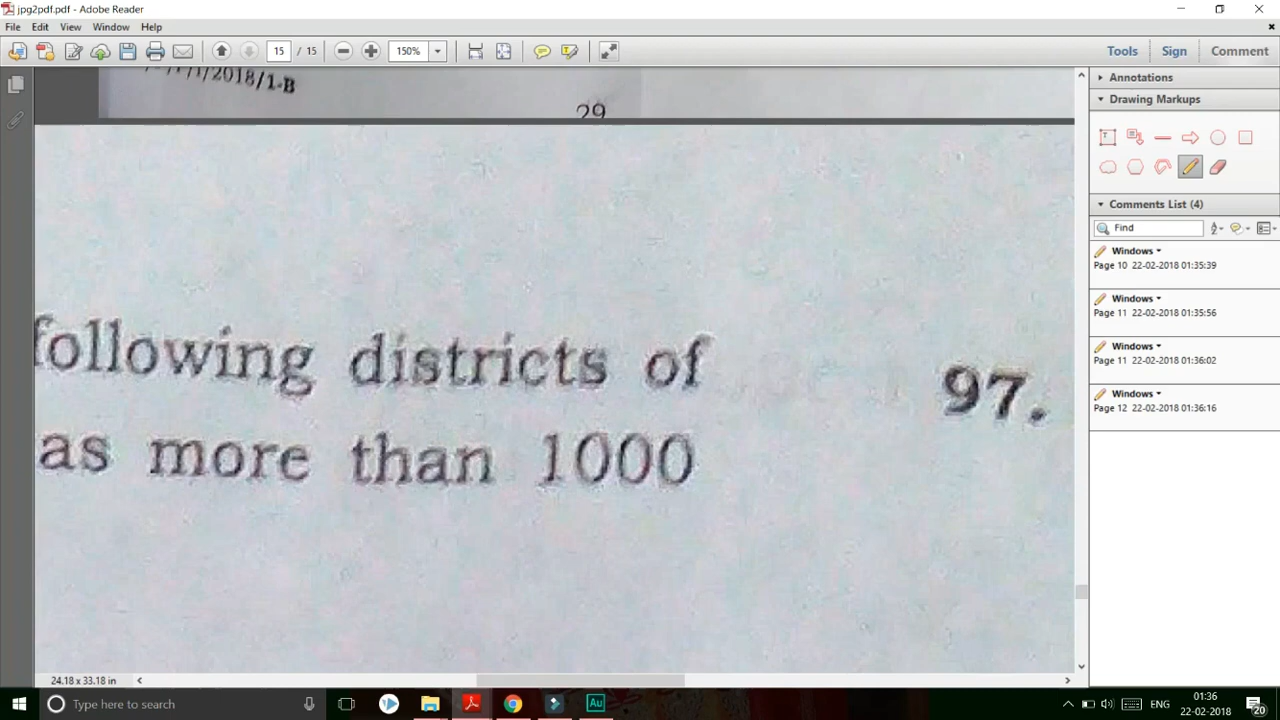 jpg2pdf.pdf - Adobe Reader
File Edit View Window Help
15 / 15 150%
Tools Sign Comment
/2018/1-B
29
following districts of
as more than 1000
97.
Annotations
Drawing Markups
T
Comments List (4)
Find
Windows
Page 10 22-02-2018 01:35:39
Windows
Page 11 22-02-2018 01:35:56
Windows
Page 11 22-02-2018 01:36:02
Windows
Page 12 22-02-2018 01:36:16
24.18 x 33.18 in
Type here to search
Au
ENG
01:36
22-02-2018
20